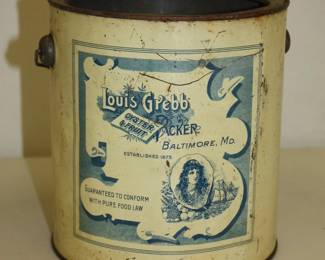 Louis Grebb
OYSTER
& FRUIT
PACKER
BALTIMORE, MD.
ESTABLISHED 1875
GUARANTEED TO CONFORM
WITH PURE FOOD LAW